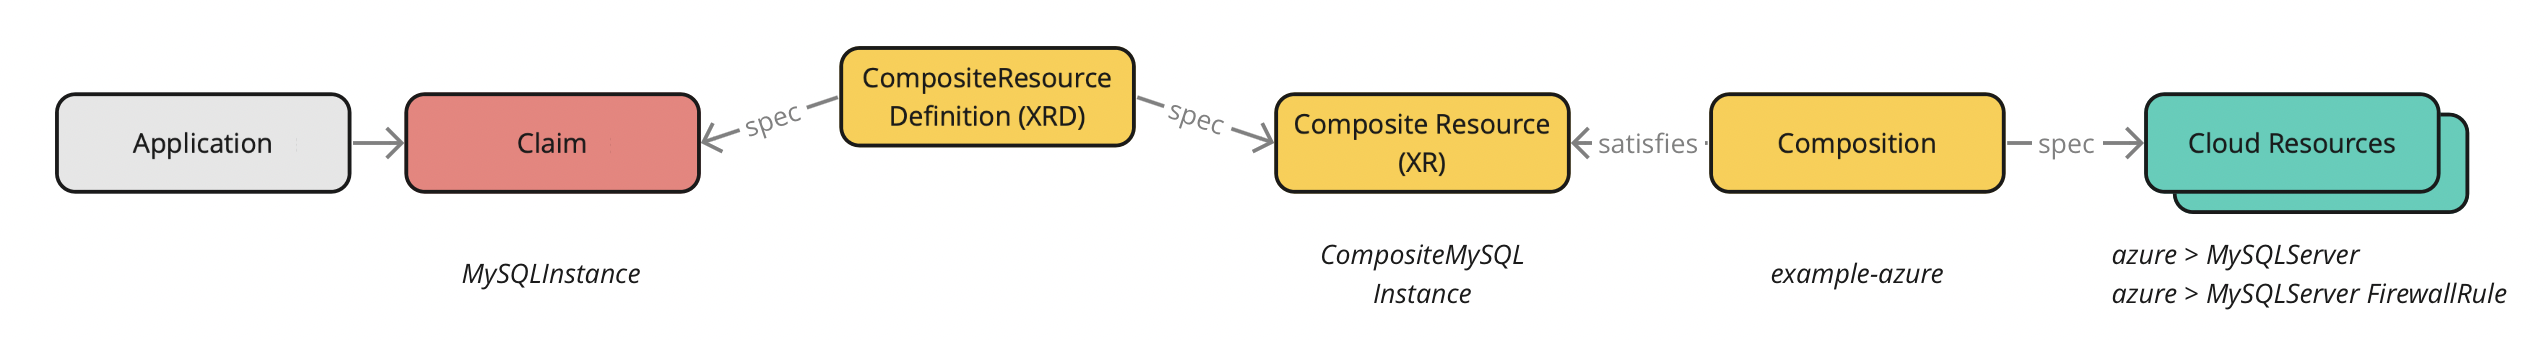 Application
Claim
spec
CompositeResource
Definition (XRD)
spec
Composite Resource
(XR)
satisfies
Composition
spec
Cloud Resources
MySQLInstance
CompositeMySQL
Instance
example-azure
azure > MySQLServer
azure > MySQLServer FirewallRule